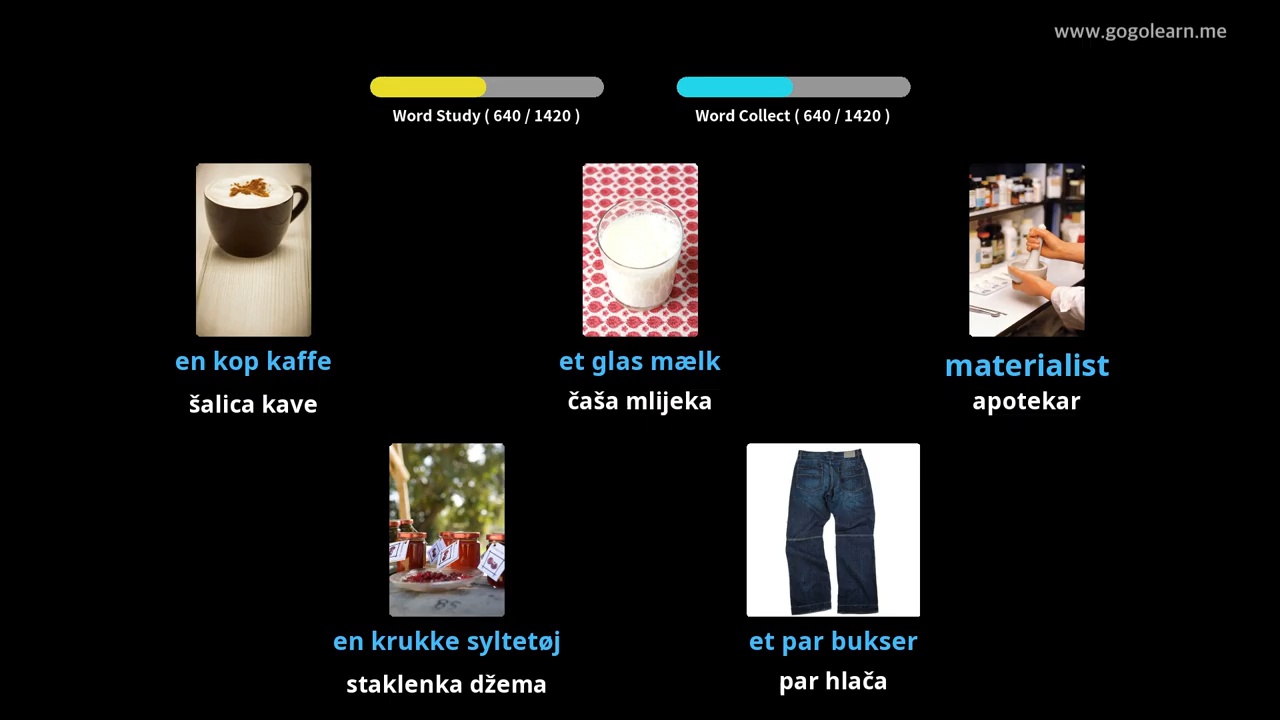 www.gogolearn.me
Word Study ( 640 / 1420 )
Word Collect ( 640 / 1420 )
en kop kaffe
šalica kave
et glas mælk
čaša mlijeka
materialist
apotekar
en krukke syltetøj
staklenka džema
et par bukser
par hlača